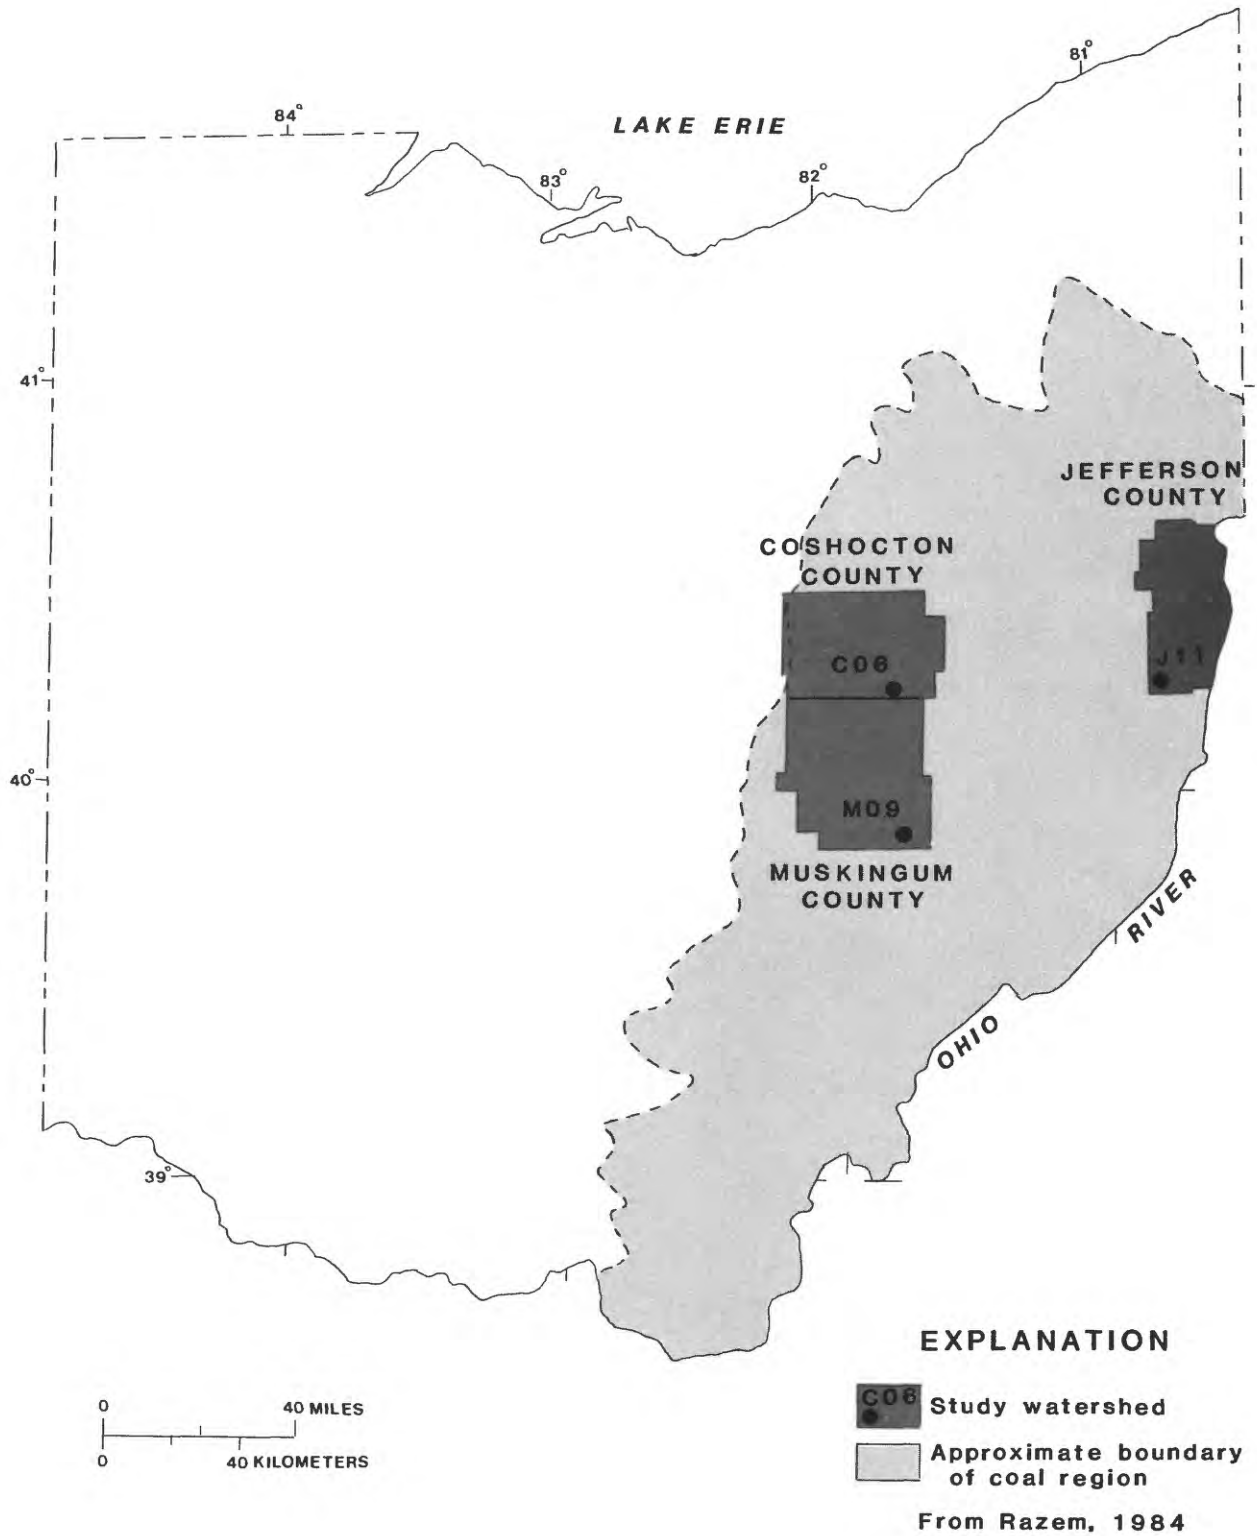 81°
84°
LAKE ERIE
83°
82°
41°
JEFFERSON
COUNTY
COSHOCTON
COUNTY
C06
J11
40°
M09
MUSKINGUM
COUNTY
RIVER
OHIO
39°
EXPLANATION
C06
Study watershed
Approximate boundary
of coal region
From Razem, 1984
0 40 MILES
0 40 KILOMETERS